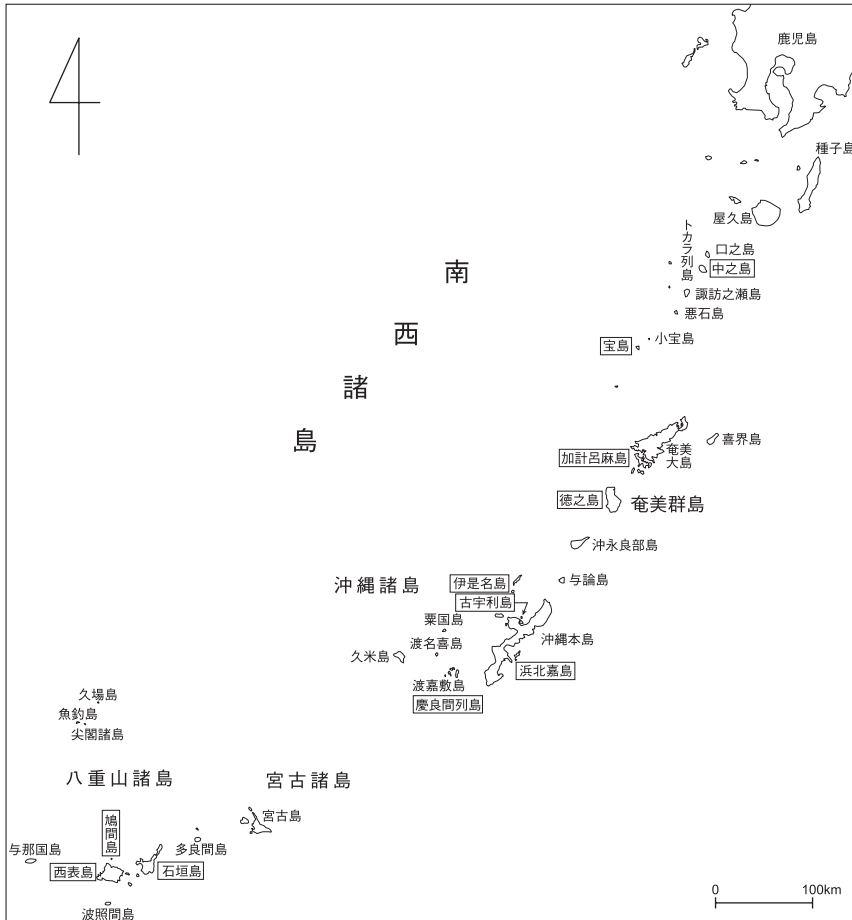 鹿児島
種子島
屋久島
トカラ列島
口之島
中之島
諏訪之瀬島
悪石島
小宝島
宝島
南西諸島
喜界島
奄美
大島
加計呂麻島
徳之島
奄美群島
沖永良部島
与論島
沖縄諸島
伊是名島
古宇利島
粟国島
沖縄本島
渡名喜島
久米島
浜北嘉島
渡嘉敷島
慶良間列島
久場島
魚釣島
尖閣諸島
八重山諸島
宮古諸島
宮古島
鳩間島
与那国島
多良間島
西表島
石垣島
波照間島
0 100km